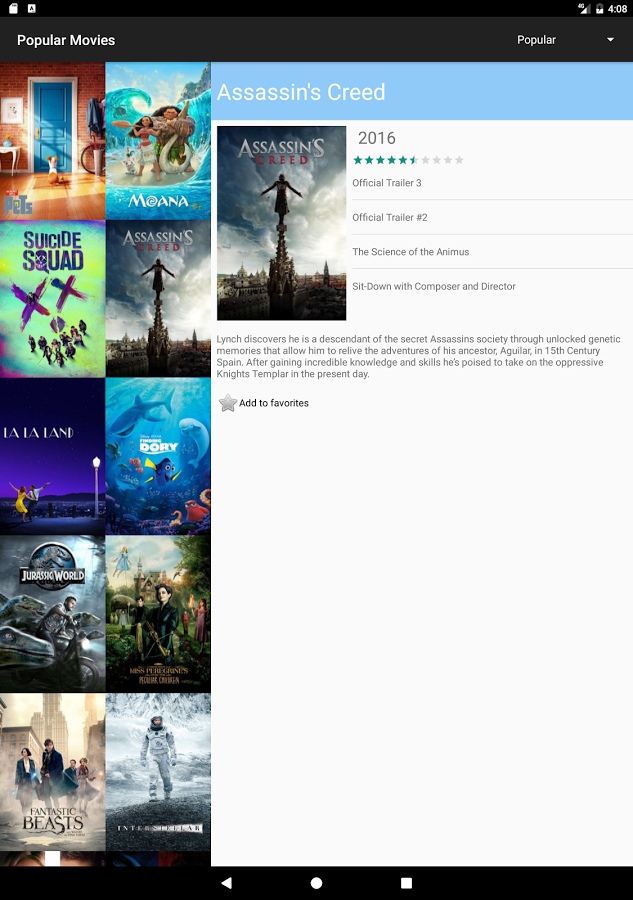 4G
A
4:08
Popular Movies
Popular
PETS
MOANA
SUICIDE
SQUAD
ASSASSIN'S
CREED
LA LA LAND
FINDING
DORY
JURASSIC WORLD
MISS PEREGRINE'S
PECULIAR CHILDREN
FANTASTIC
BEASTS
INTERSTELLAR
Assassin's Creed
ASSASSIN'S
CREED
2016
Official Trailer 3
Official Trailer #2
The Science of the Animus
Sit-Down with Composer and Director
Lynch discovers he is a descendant of the secret Assassins society through unlocked genetic
memories that allow him to relive the adventures of his ancestor, Aguilar, in 15th Century
Spain. After gaining incredible knowledge and skills he's poised to take on the oppressive
Knights Templar in the present day.
Add to favorites